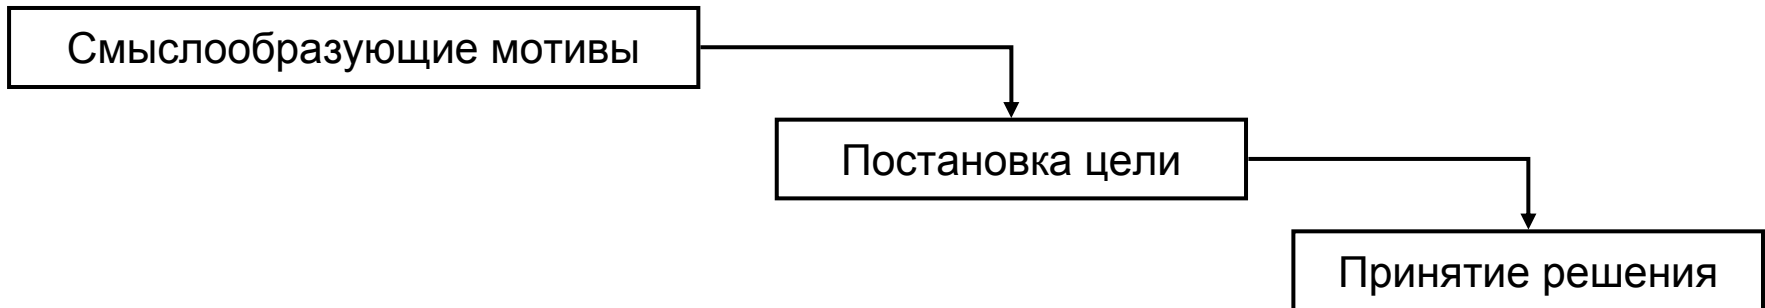 Смыслообразующие мотивы
Постановка цели
Принятие решения